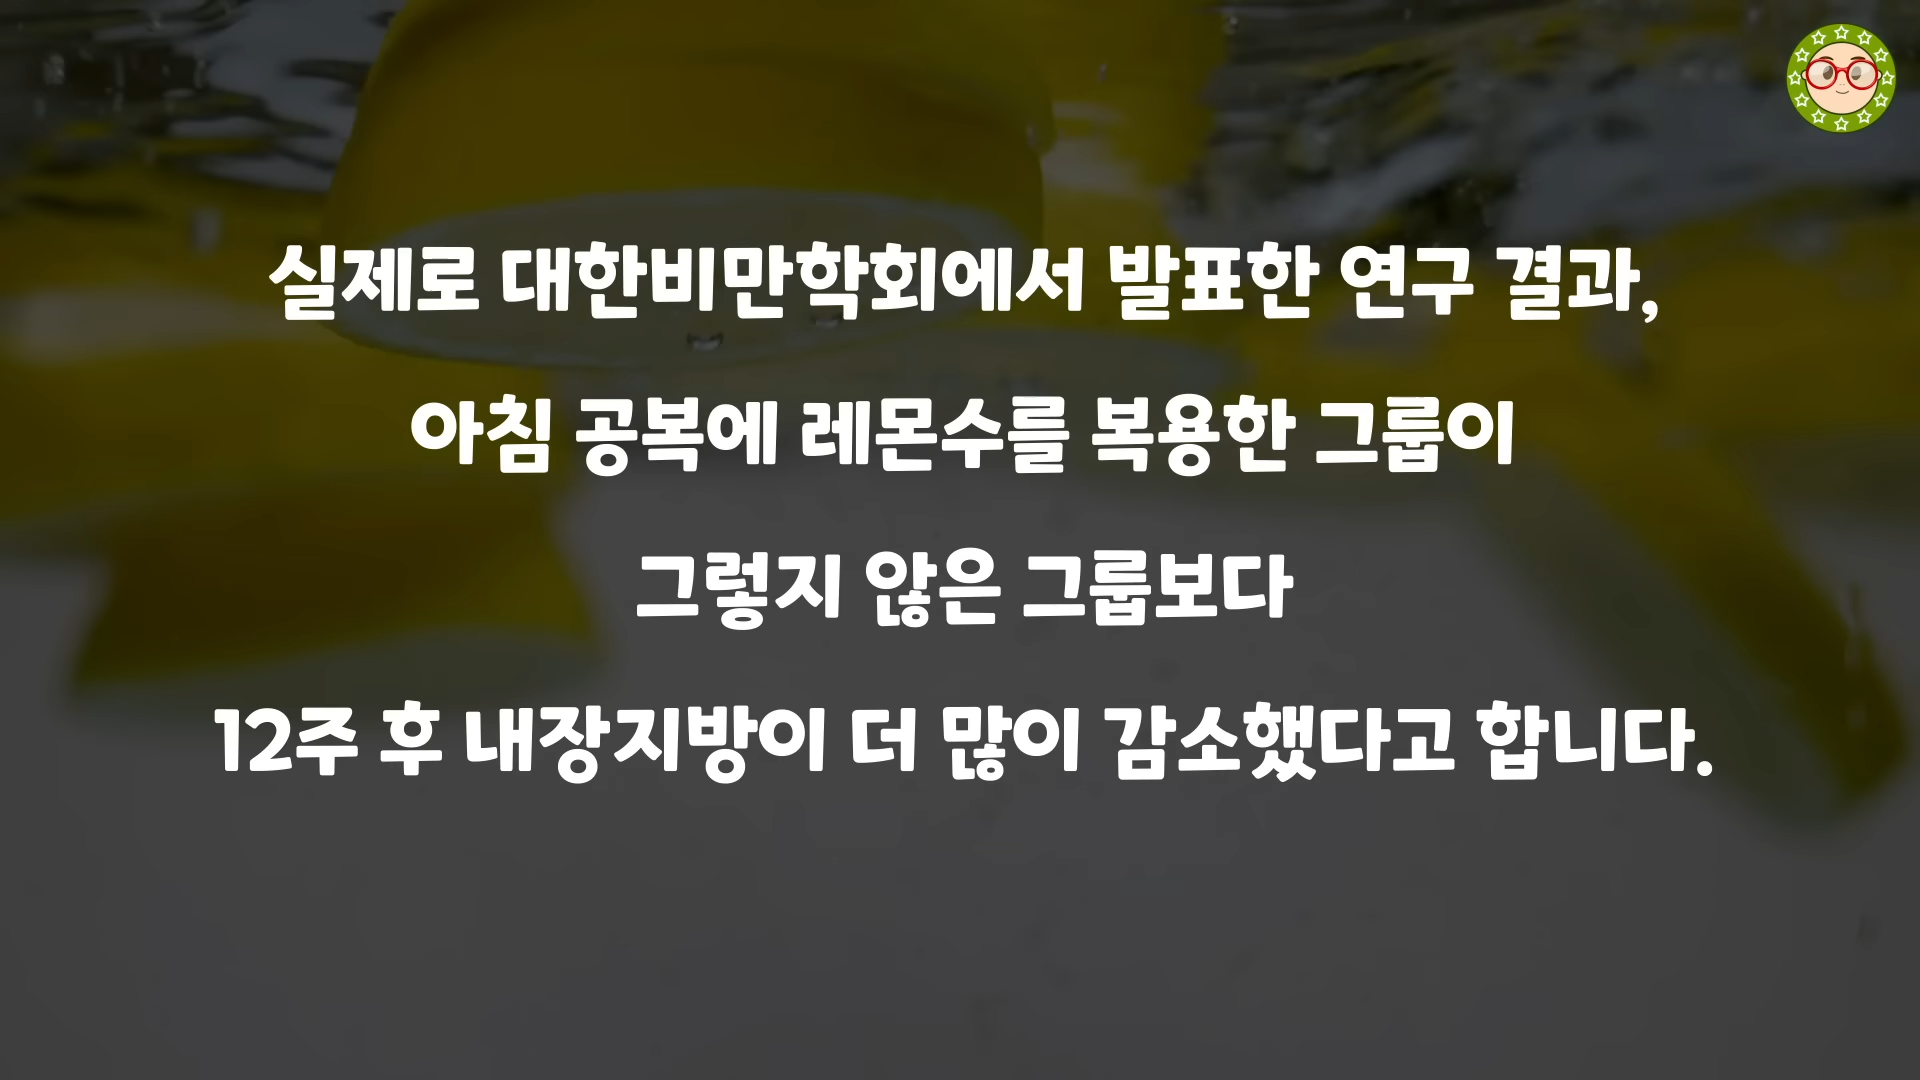 실제로 대한비만학회에서 발표한 연구 결과,
아침 공복에 레몬수를 복용한 그룹이
그렇지 않은 그룹보다
12주 후 내장지방이 더 많이 감소했다고 합니다.